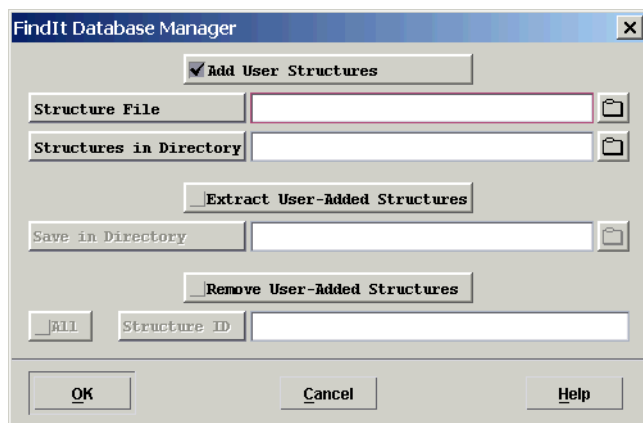 FindIt Database Manager
Add User Structures
Structure File
Structures in Directory
Extract User-Added Structures
Save in Directory
Remove User-Added Structures
All Structure ID
OK Cancel Help